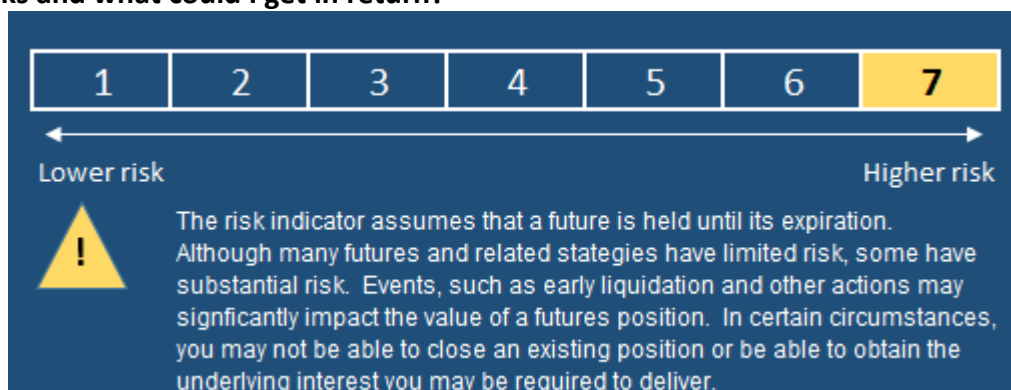 ks and what could I get in return?
1 2 3 4 5 6 7
Lower risk Higher risk
!
The risk indicator assumes that a future is held until its expiration.
Although many futures and related stategies have limited risk, some have
substantial risk. Events, such as early liquidation and other actions may
signficantly impact the value of a futures position. In certain circumstances,
you may not be able to close an existing position or be able to obtain the
underlying interest you may be required to deliver.